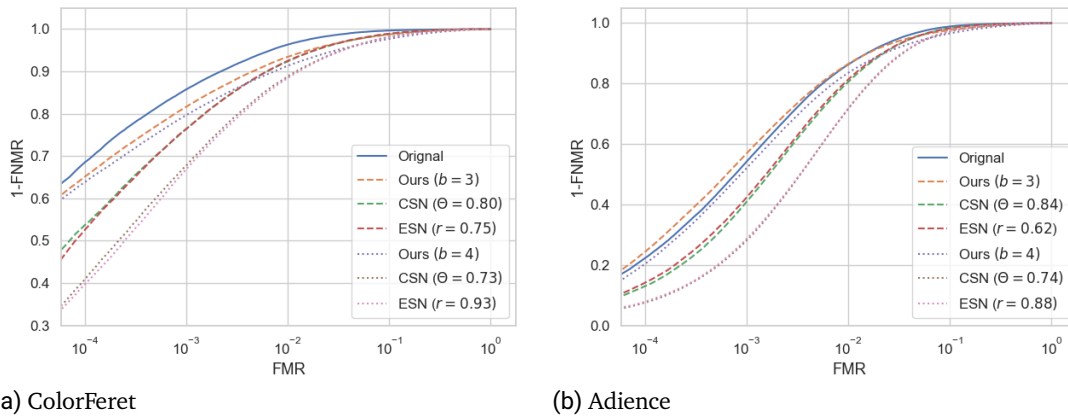 1.0
0.9
0.8
0.7
0.6
0.5
0.4
0.3
1-FNMR
10⁻⁴
10⁻³
10⁻²
10⁻¹
10⁰
FMR
Orignal
Ours (b = 3)
CSN (Θ = 0.80)
ESN (r = 0.75)
Ours (b = 4)
CSN (Θ = 0.73)
ESN (r = 0.93)
a) ColorFeret
1.0
0.8
0.6
0.4
0.2
0.0
1-FNMR
10⁻⁴
10⁻³
10⁻²
10⁻¹
10⁰
FMR
Orignal
Ours (b = 3)
CSN (Θ = 0.84)
ESN (r = 0.62)
Ours (b = 4)
CSN (Θ = 0.74)
ESN (r = 0.88)
(b) Adience